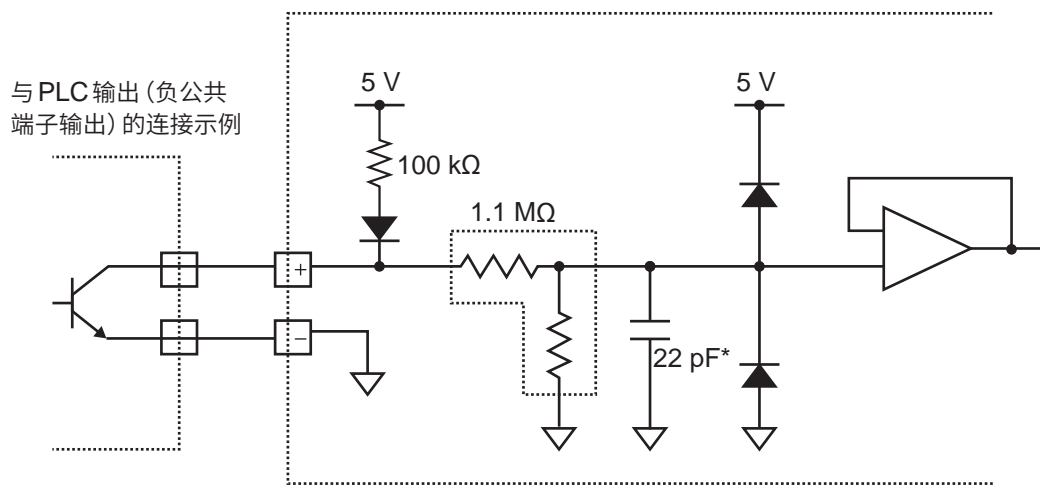 与PLC输出（负公共
端子输出）的连接示例
5 V
100 kΩ
1.1 MΩ
5 V
+
−
22 pF*